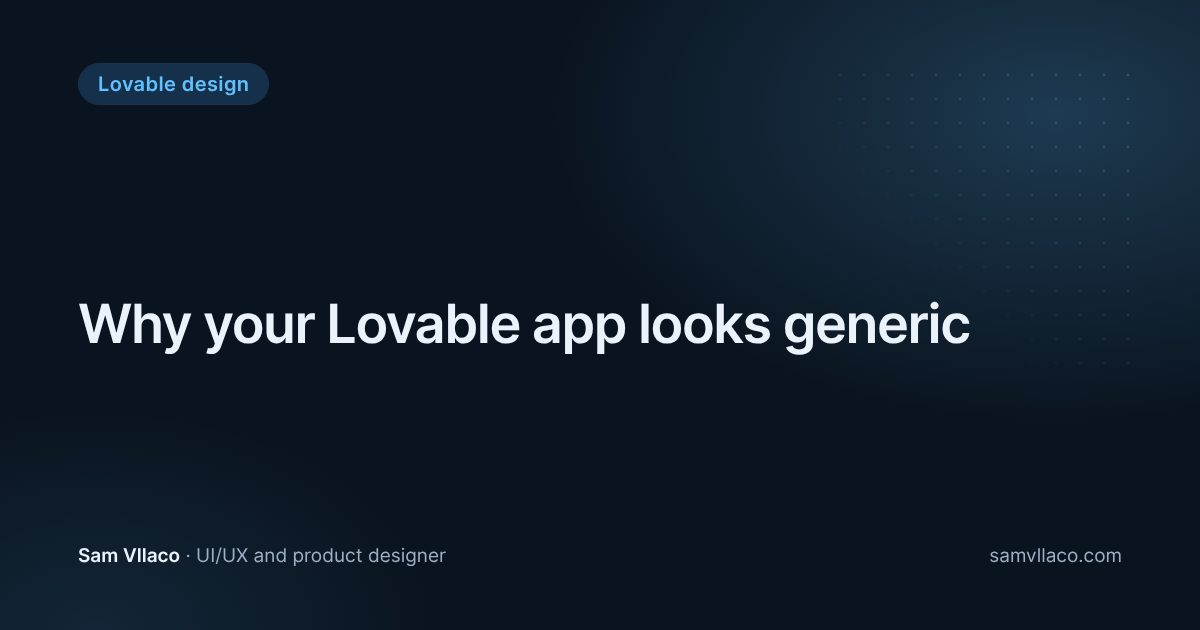 Lovable design
Why your Lovable app looks generic
Sam Vllaco · UI/UX and product designer
samvllaco.com